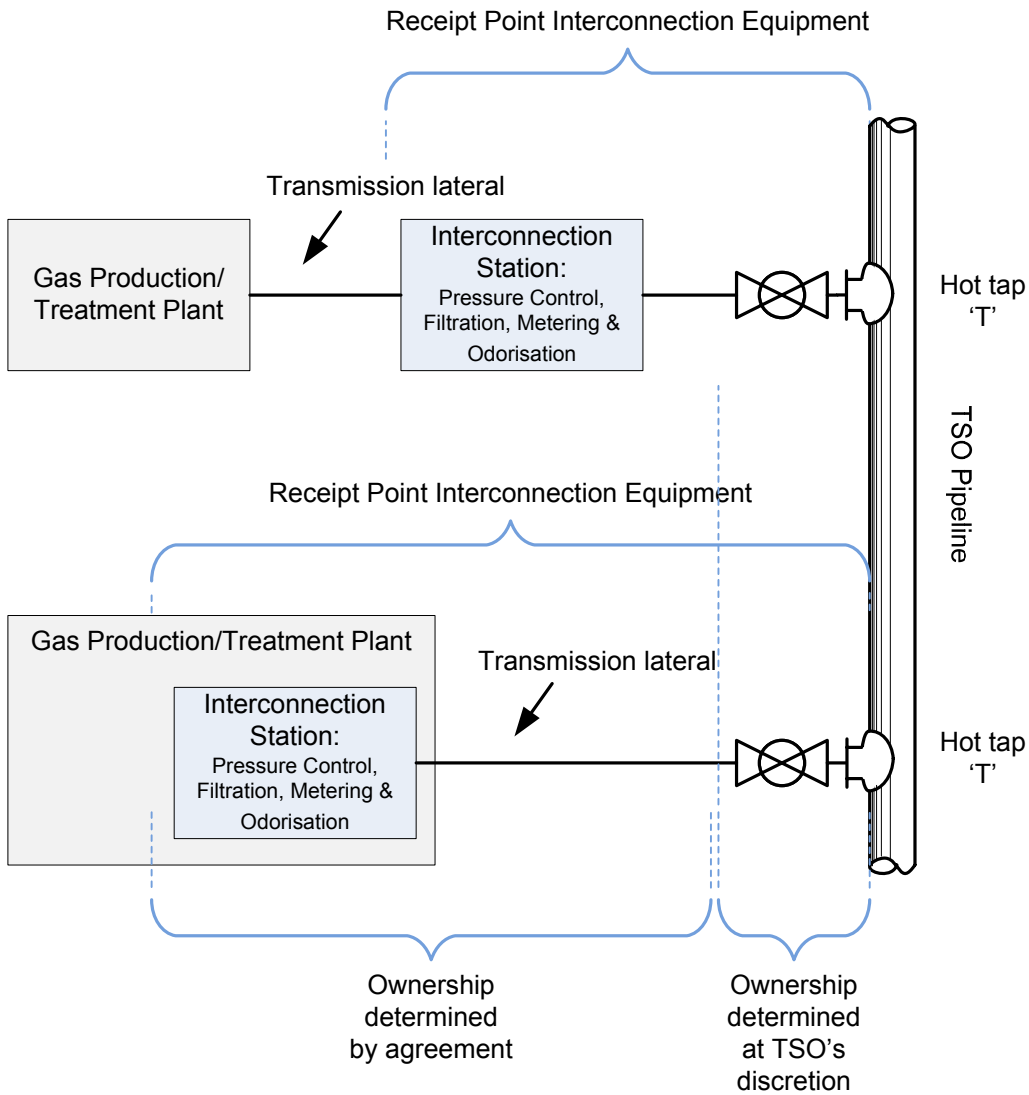 Receipt Point Interconnection Equipment
Transmission lateral
Gas Production/
Treatment Plant
Interconnection
Station:
Pressure Control,
Filtration, Metering &
Odorisation
Hot tap
‘T’
TSO Pipeline
Receipt Point Interconnection Equipment
Gas Production/Treatment Plant
Transmission lateral
Interconnection
Station:
Pressure Control,
Filtration, Metering &
Odorisation
Hot tap
‘T’
Ownership
determined
by agreement
Ownership
determined
at TSO’s
discretion